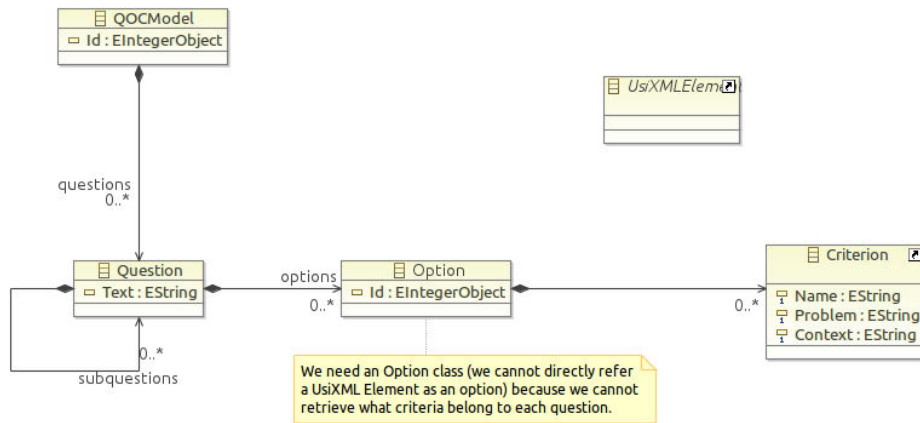 QOCModel
Id : EIntegerObject
UsiXMLElement
questions
0..*
Question
Text : EString
options
0..*
Option
Id : EIntegerObject
0..*
Criterion
Name : EString
Problem : EString
Context : EString
0..*
subquestions
We need an Option class (we cannot directly refer
a UsiXML Element as an option) because we cannot
retrieve what criteria belong to each question.